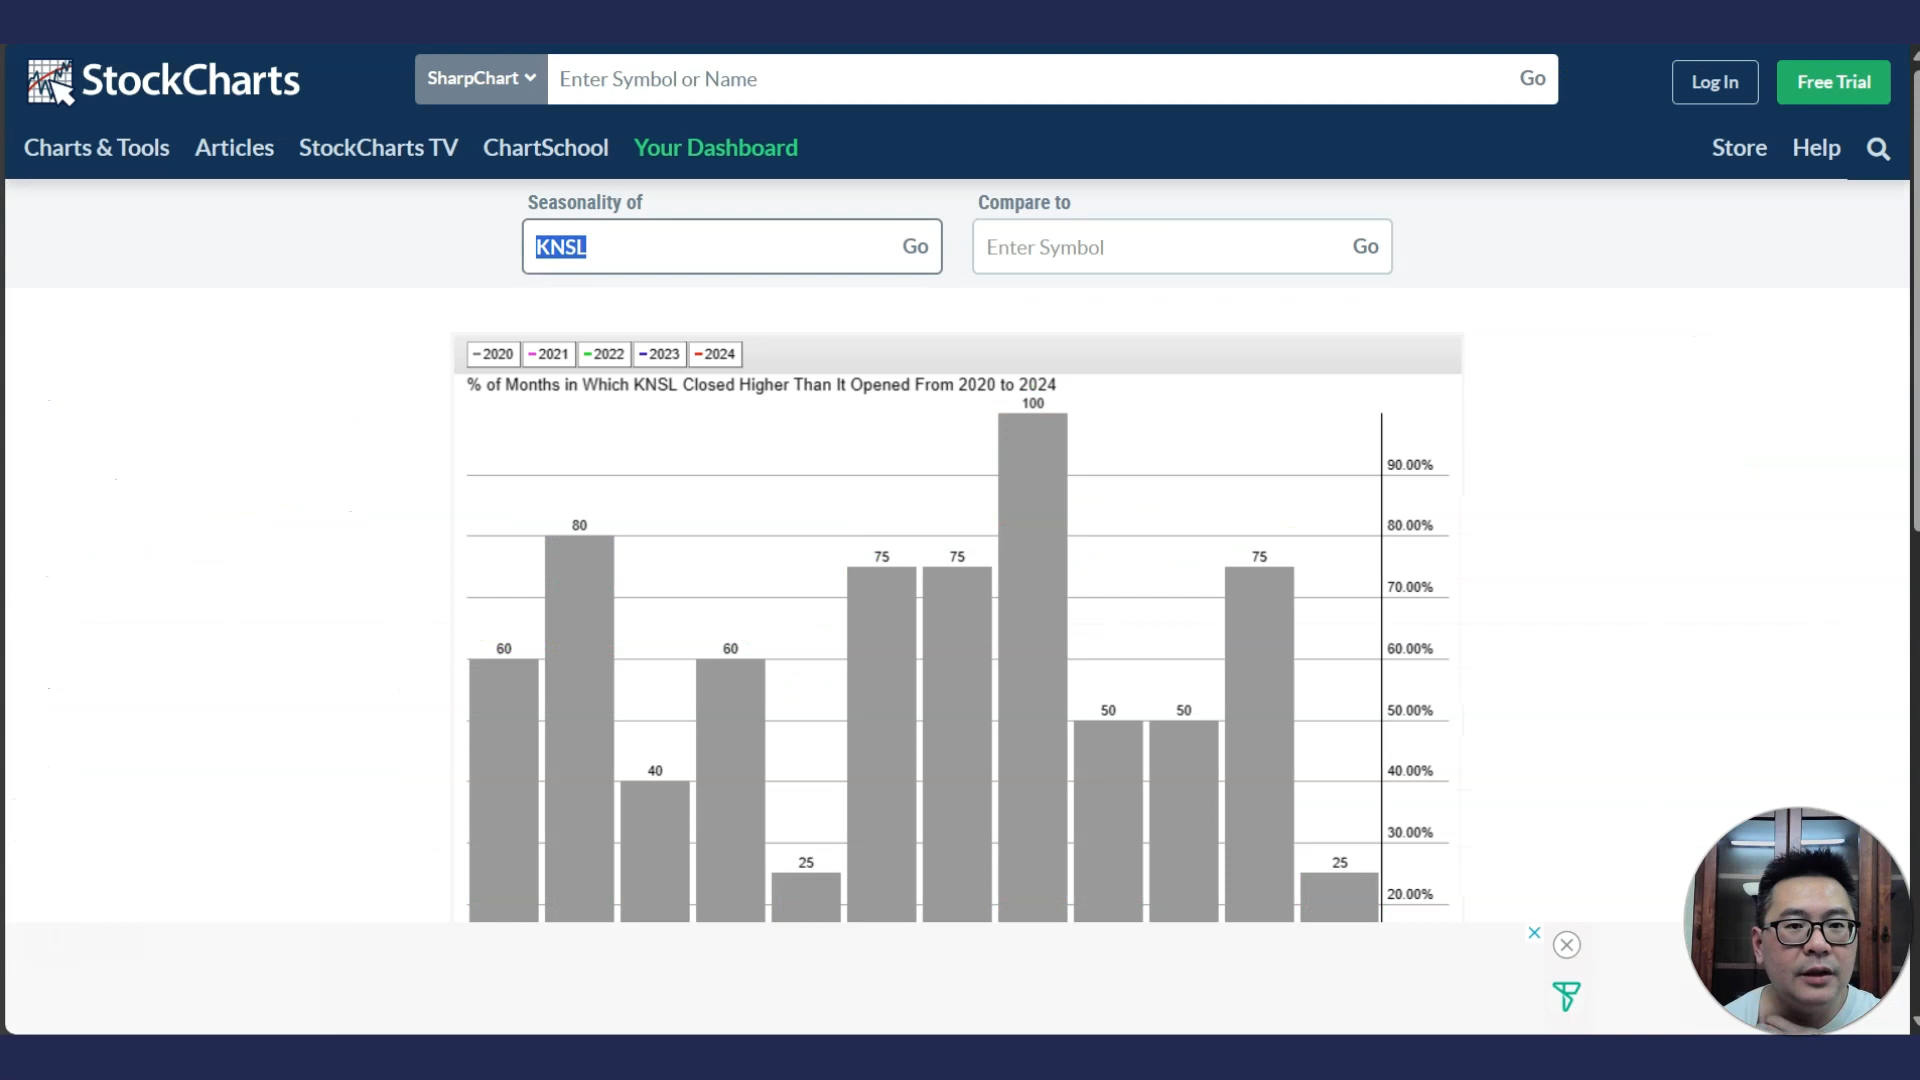 StockCharts
SharpChart
Enter Symbol or Name
Go
Log In
Free Trial
Charts & Tools
Articles
StockCharts TV
ChartSchool
Your Dashboard
Store
Help
Seasonality of
Compare to
KNSL
Go
Enter Symbol
Go
2020
2021
2022
2023
2024
% of Months in Which KNSL Closed Higher Than It Opened From 2020 to 2024
100
90.00%
80
80.00%
75
75
75
70.00%
60
60
60.00%
50
50
50.00%
40
40.00%
30.00%
25
25
20.00%